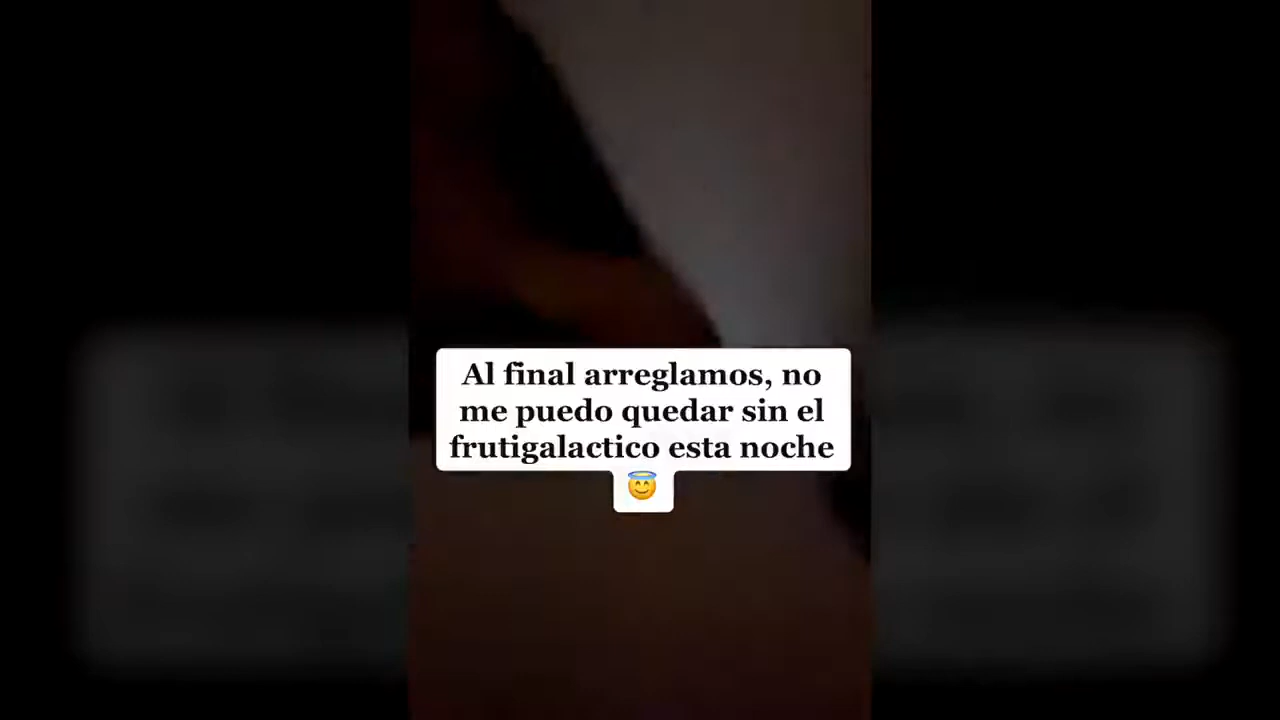 Al final arreglamos, no
me puedo quedar sin el
frutigalactico esta noche
😇